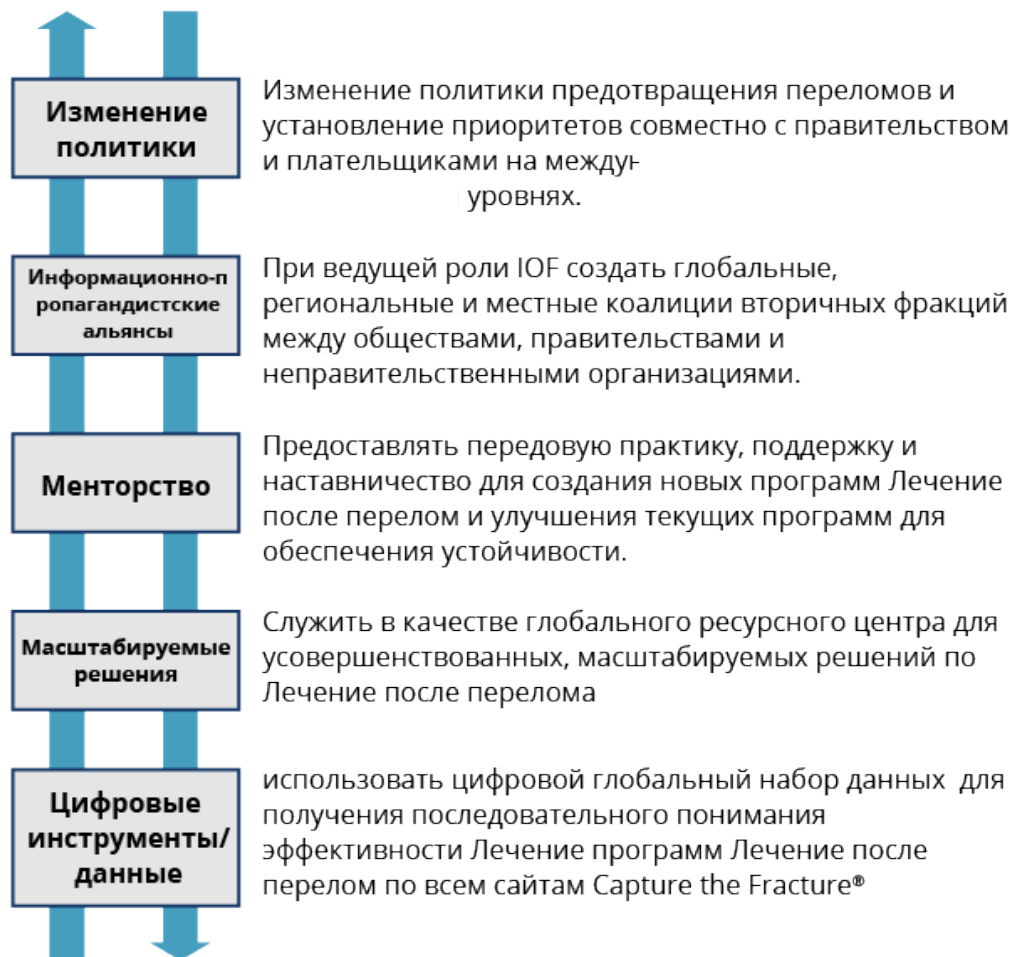 Изменение
политики
Изменение политики предотвращения переломов и
установление приоритетов совместно с правительством
и плательщиками на
уровнях.
Информационно-п
ропагандистские
альянсы
При ведущей роли IOF создать глобальные,
региональные и местные коалиции вторичных фракций
между обществами, правительствами и
неправительственными организациями.
Менторство
Предоставлять передовую практику, поддержку и
наставничество для создания новых программ Лечение
после перелом и улучшения текущих программ для
обеспечения устойчивости.
Масштабируемые
решения
Служить в качестве глобального ресурсного центра для
усовершенствованных, масштабируемых решений по
Лечение после перелома
Цифровые
инструменты/
данные
использовать цифровой глобальный набор данных для
получения последовательного понимания
эффективности Лечение программ Лечение после
перелом по всем сайтам Capture the Fracture®